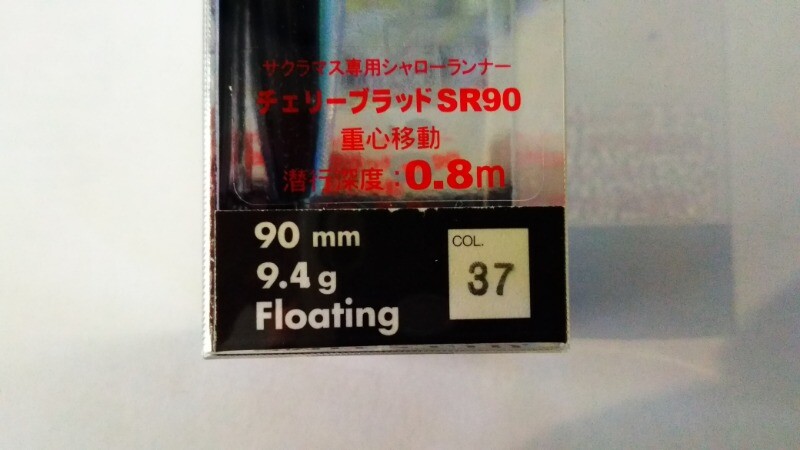 サクラマス専用シャローランナー
チェリーブラッドSR90
重心移動
潜行深度:0.8m
90 mm
9.4 g
Floating
COL.
37